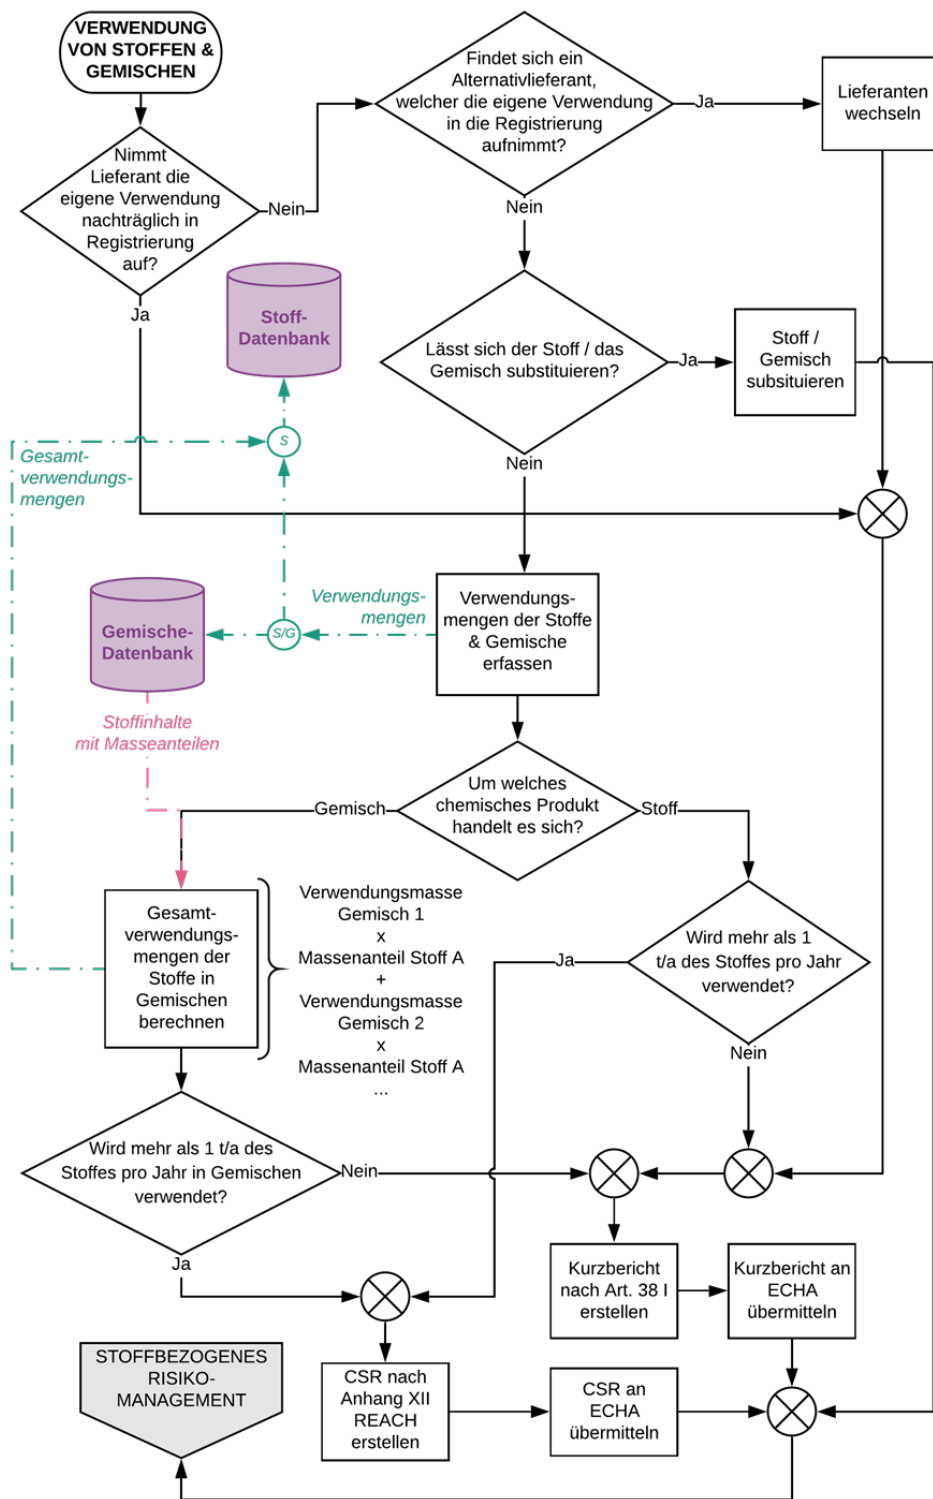 VERWENDUNG
VON STOFFEN &
GEMISCHEN
Findet sich ein
Alternativlieferant,
welcher die eigene Verwendung
in die Registrierung
aufnimmt?
Ja
Lieferanten
wechseln
Nimmt
Lieferant die
eigene Verwendung
nachträglich in
Registrierung
auf?
Nein
Nein
Ja
Stoff-
Datenbank
Lässt sich der Stoff / das
Gemisch substituieren?
Ja
Stoff /
Gemisch
subsituieren
S
Gesamt-
verwendungs-
mengen
Nein
Verwendungs-
mengen
Verwendungs-
mengen der Stoffe
& Gemische
erfassen
Gemische-
Datenbank
S/G
Stoffinhalte
mit Masseanteilen
Um welches
chemisches Produkt
handelt es sich?
Gemisch
Stoff
Gesamt-
verwendungs-
mengen der
Stoffe in
Gemischen
berechnen
Verwendungsmasse
Gemisch 1
x
Massenanteil Stoff A
+
Verwendungsmasse
Gemisch 2
x
Massenanteil Stoff A
...
Ja
Wird mehr als 1
t/a des Stoffes pro Jahr
verwendet?
Nein
Wird mehr als 1 t/a des
Stoffes pro Jahr in Gemischen
verwendet?
Nein
Ja
Kurzbericht
nach Art. 38 I
erstellen
Kurzbericht an
ECHA
übermitteln
STOFFBEZOGENES
RISIKO-
MANAGEMENT
CSR nach
Anhang XII
REACH
erstellen
CSR an
ECHA
übermitteln